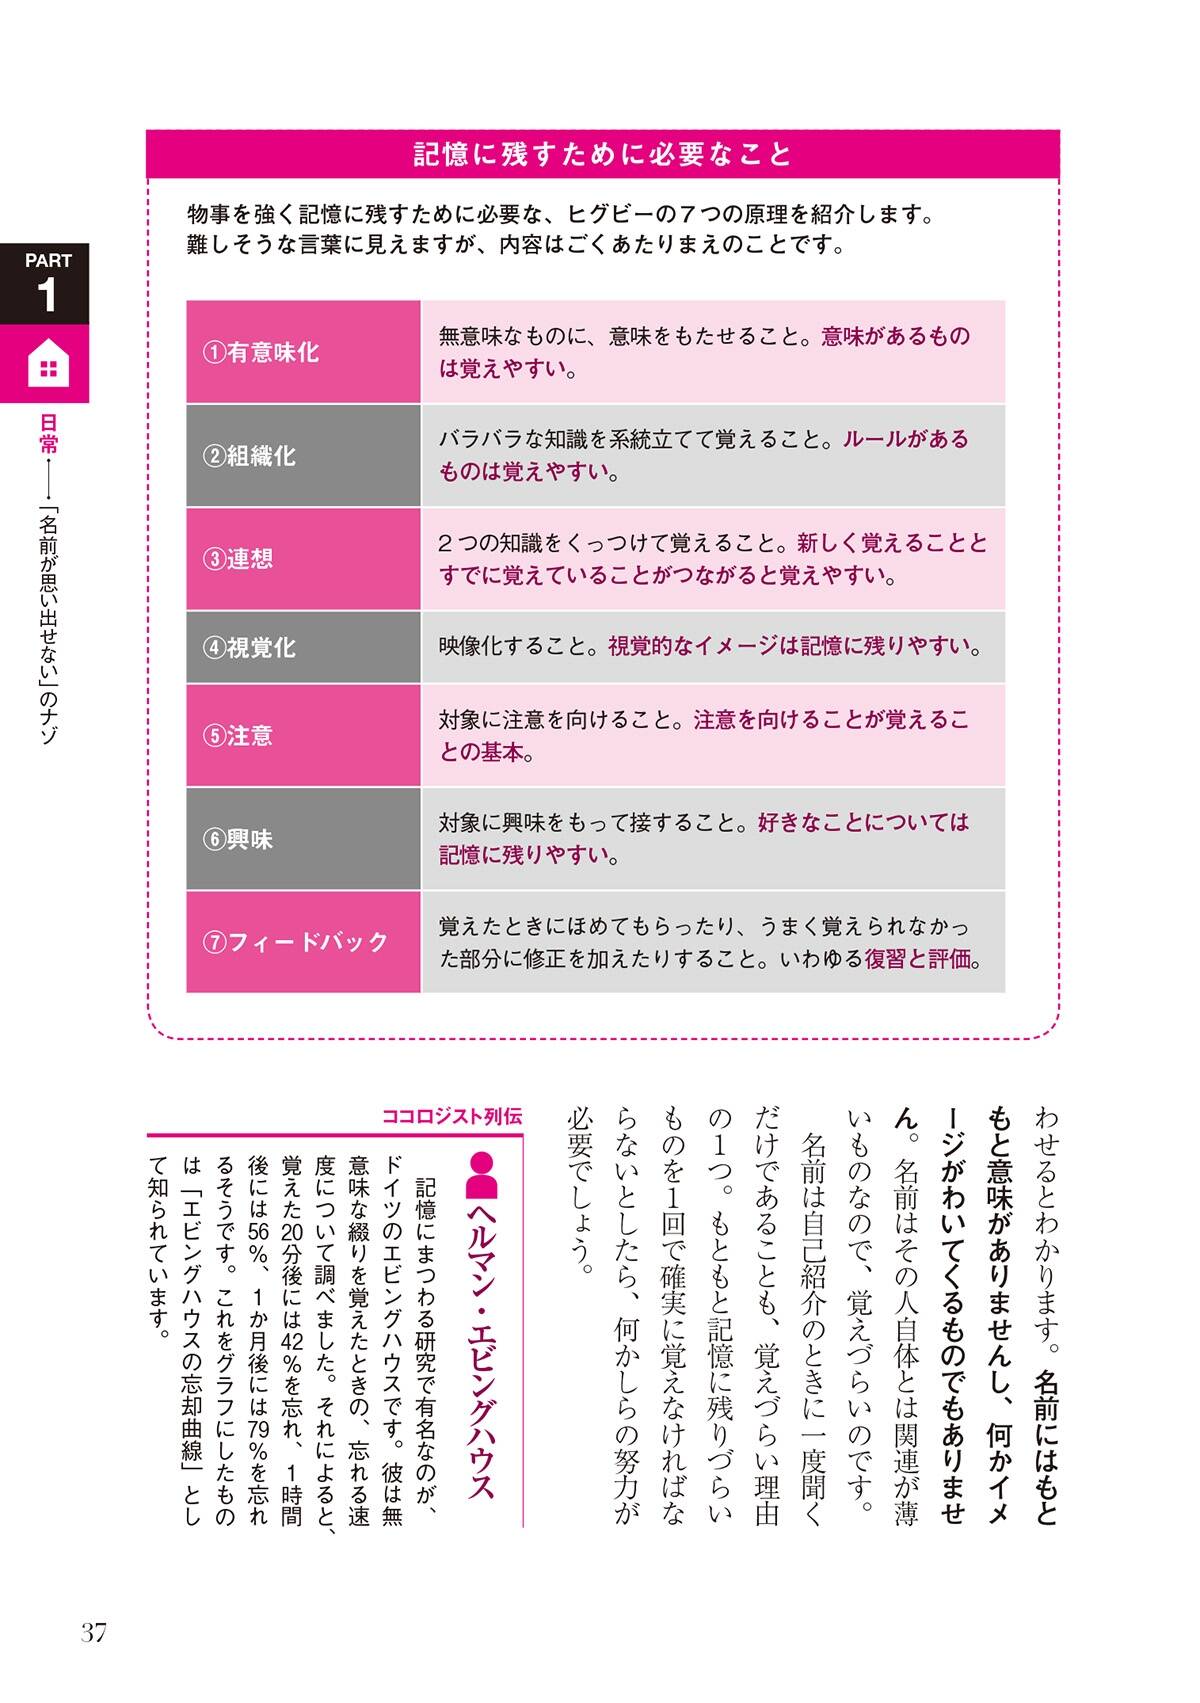 記憶に残すために必要なこと
物事を強く記憶に残すために必要な、ヒグビーの7つの原理を紹介します。
難しそうな言葉に見えますが、内容はごくあたりまえのことです。
①有意味化
無意味なものに、意味をもたせること。意味があるもの
は覚えやすい。
②組織化
バラバラな知識を系統立てて覚えること。ルールがある
ものは覚えやすい。
③連想
2つの知識をくっつけて覚えること。新しく覚えることと
すでに覚えていることがつながると覚えやすい。
④視覚化
映像化すること。視覚的なイメージは記憶に残りやすい。
⑤注意
対象に注意を向けること。注意を向けることが覚えるこ
との基本。
⑥興味
対象に興味をもって接すること。好きなことについては
記憶に残りやすい。
⑦フィードバック
覚えたときにほめてもらったり、うまく覚えられなかっ
た部分に修正を加えたりすること。いわゆる復習と評価。
PART
1
日常――「名前が思い出せない」のナゾ
わせるとわかります。名前にはもと
もと意味がありませんし、何かイメ
ージがわいてくるものでもありませ
ん。名前はその人自体とは関連が薄
いものなので、覚えづらいのです。
名前は自己紹介のときに一度聞く
だけであることも、覚えづらい理由
の1つ。もともと記憶に残りづらい
ものを1回で確実に覚えなければな
らないとしたら、何かしらの努力が
必要でしょう。
ココロジスト列伝
ヘルマン・エビングハウス
記憶にまつわる研究で有名なのが、
ドイツのエビングハウスです。彼は無
意味な綴りを覚えたときの、忘れる速
度について調べました。それによると、
覚えた20分後には42%を忘れ、1時間
後には56%、1か月後には79%を忘れ
るそうです。これをグラフにしたもの
は「エビングハウスの忘却曲線」とし
て知られています。
37